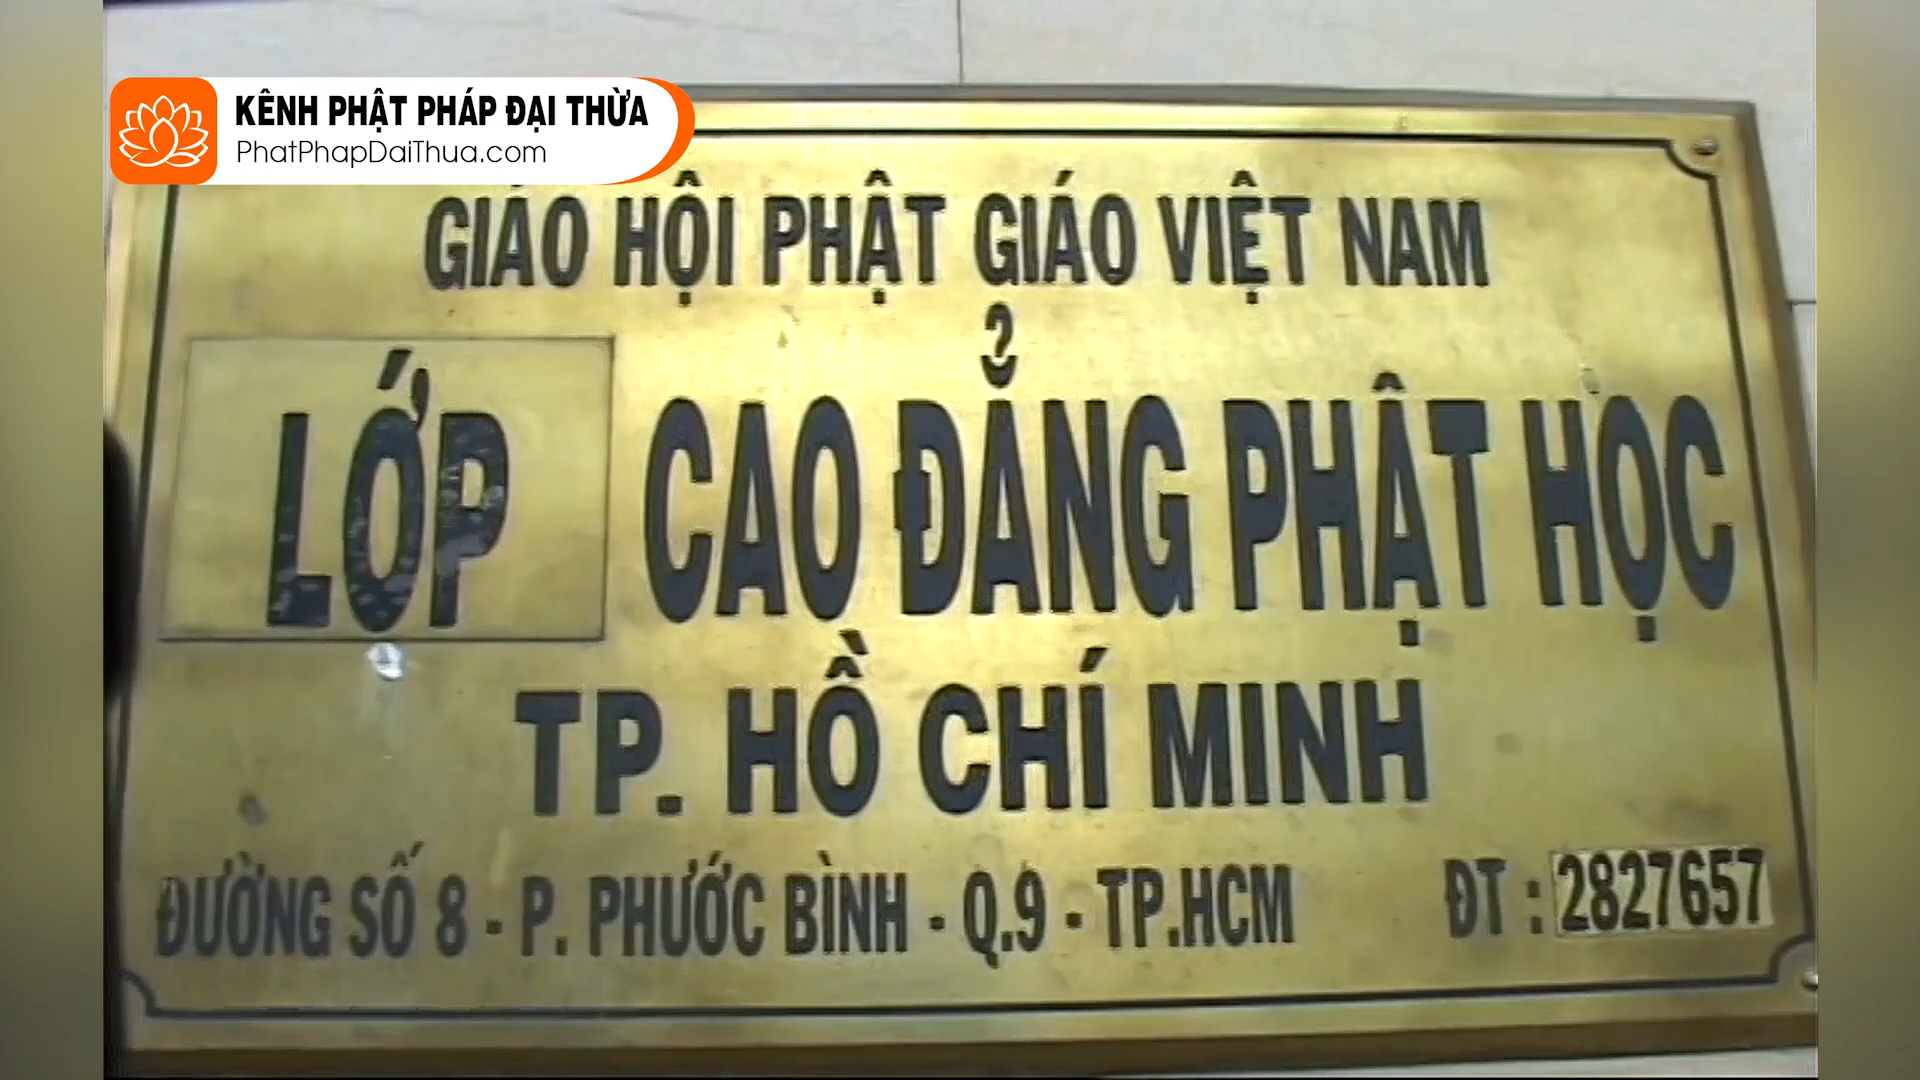 KÊNH PHẬT PHÁP ĐẠI THỪA
PhatPhapDaiThua.com
GIÁO HỘI PHẬT GIÁO VIỆT NAM
LỚP CAO ĐẲNG PHẬT HỌC
TP. HỒ CHÍ MINH
ĐƯỜNG SỐ 8 - P. PHƯỚC BÌNH - Q.9 - TP.HCM ĐT : 2827657